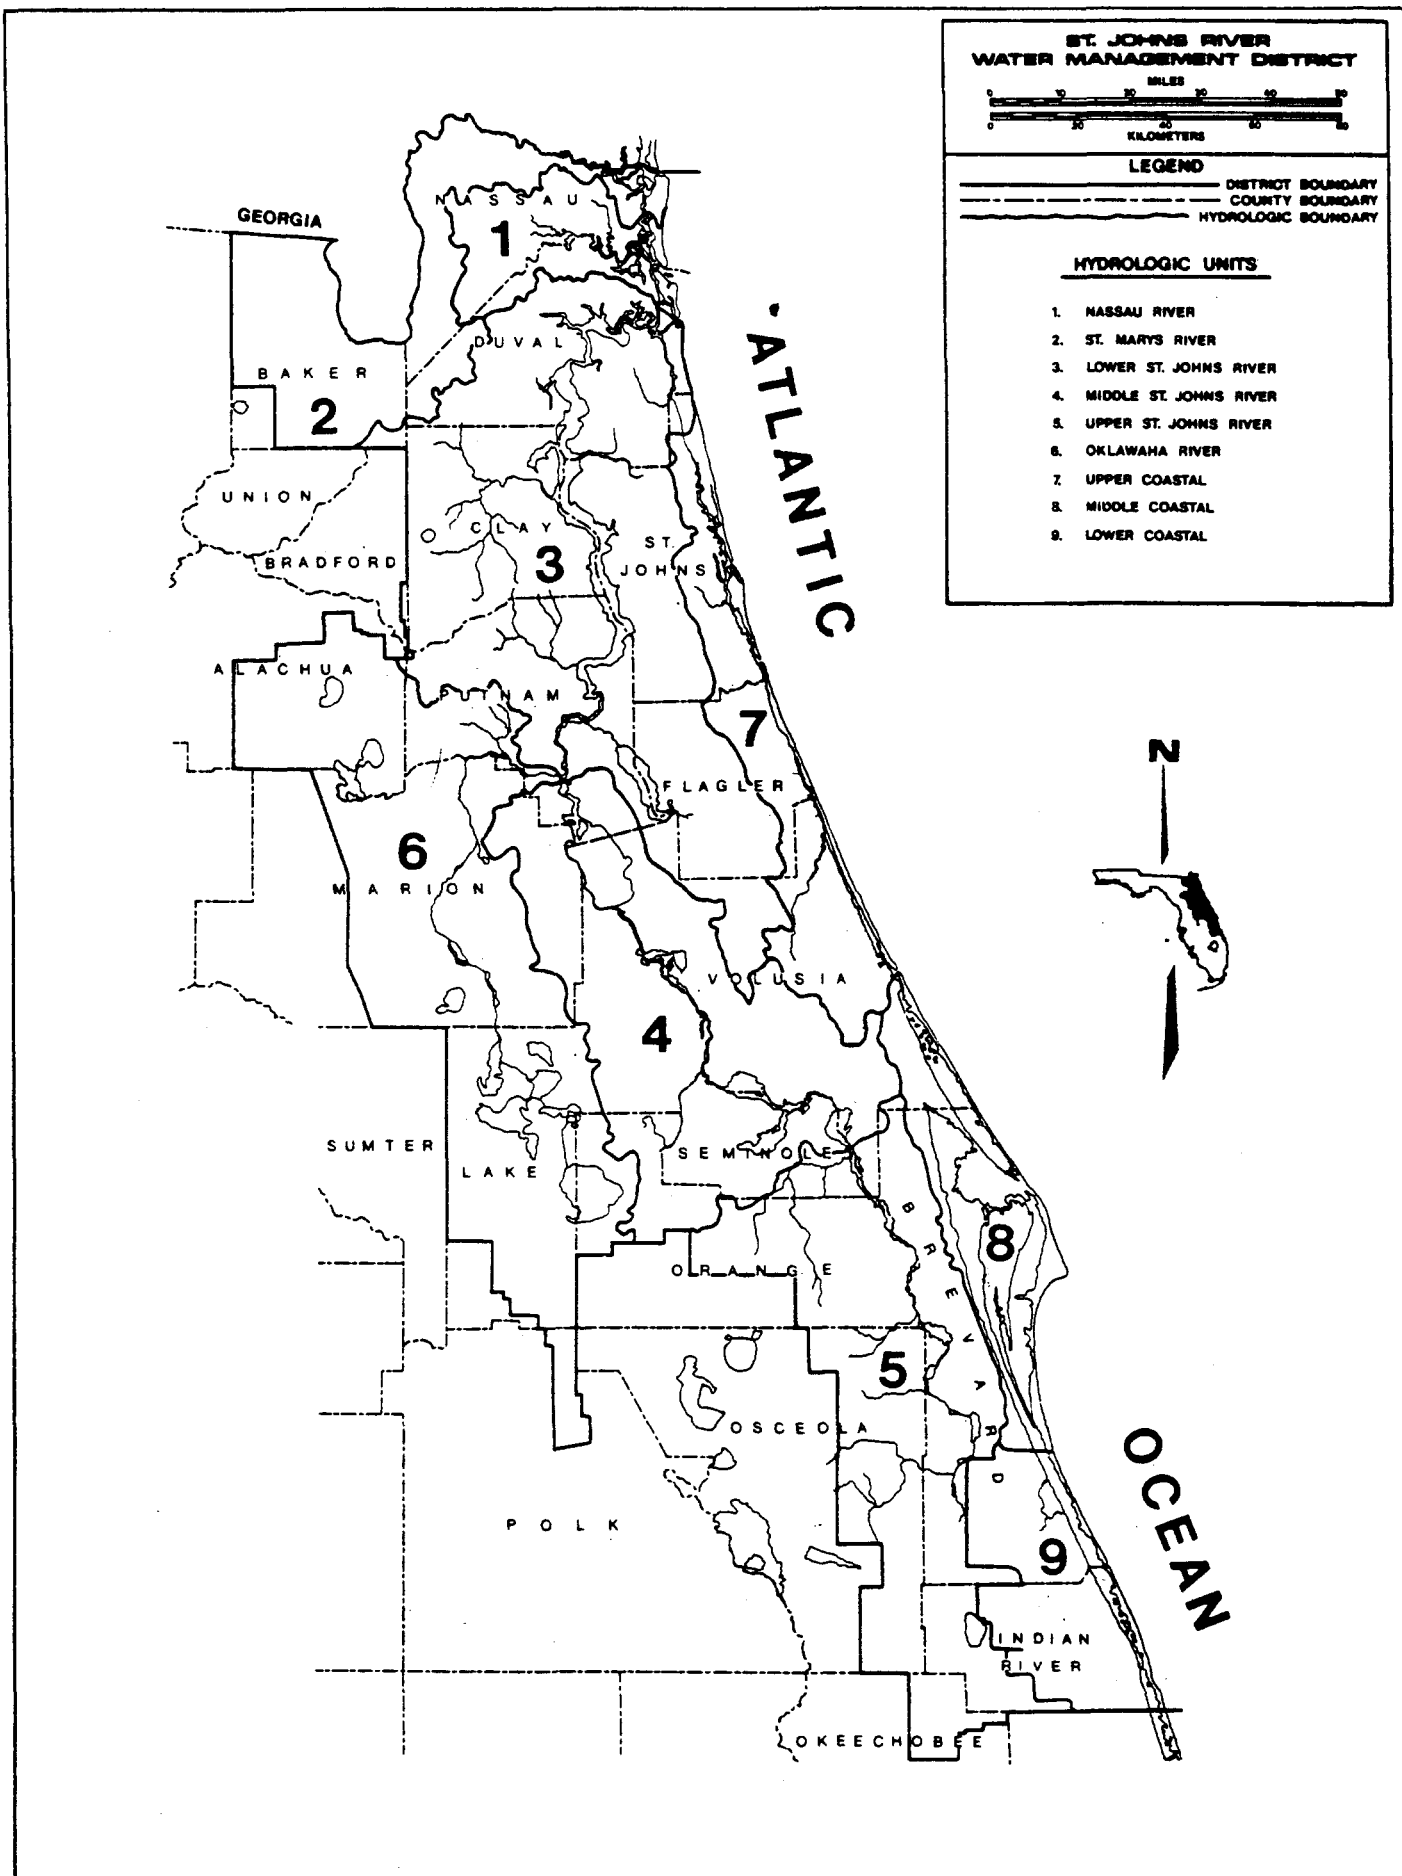 ST. JOHNS RIVER
WATER MANAGEMENT DISTRICT
MILES
0 10 20 30 40 50
0 20 40 60 80
KILOMETERS
LEGEND
DISTRICT BOUNDARY
COUNTY BOUNDARY
HYDROLOGIC BOUNDARY
HYDROLOGIC UNITS
1. NASSAU RIVER
2. ST. MARYS RIVER
3. LOWER ST. JOHNS RIVER
4. MIDDLE ST. JOHNS RIVER
5. UPPER ST. JOHNS RIVER
6. OKLAWAHA RIVER
7. UPPER COASTAL
8. MIDDLE COASTAL
9. LOWER COASTAL
NASSAU
GEORGIA
1
DUVAL
BAKER
2
ATLANTIC
UNION
CLAY
ST.
JOHNS
BRADFORD
3
ALACHUA
PUTNAM
7
N
FLAGLER
6
MARION
VOLUSIA
4
SUMTER
LAKE
SEMINOLE
BREVARD
8
ORANGE
5
OSCEOLA
OCEAN
POLK
9
INDIAN
RIVER
OKEECHOBEE